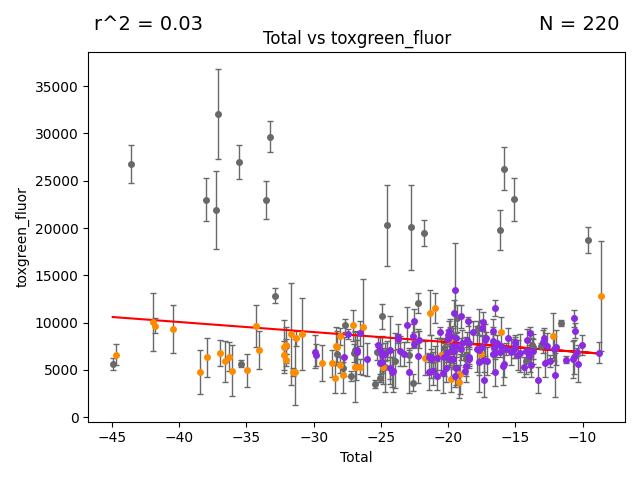 r^2 = 0.03
N = 220
Total vs toxgreen_fluor
toxgreen_fluor
35000
30000
25000
20000
15000
10000
5000
0
−45 −40 −35 −30 −25 −20 −15 −10
Total